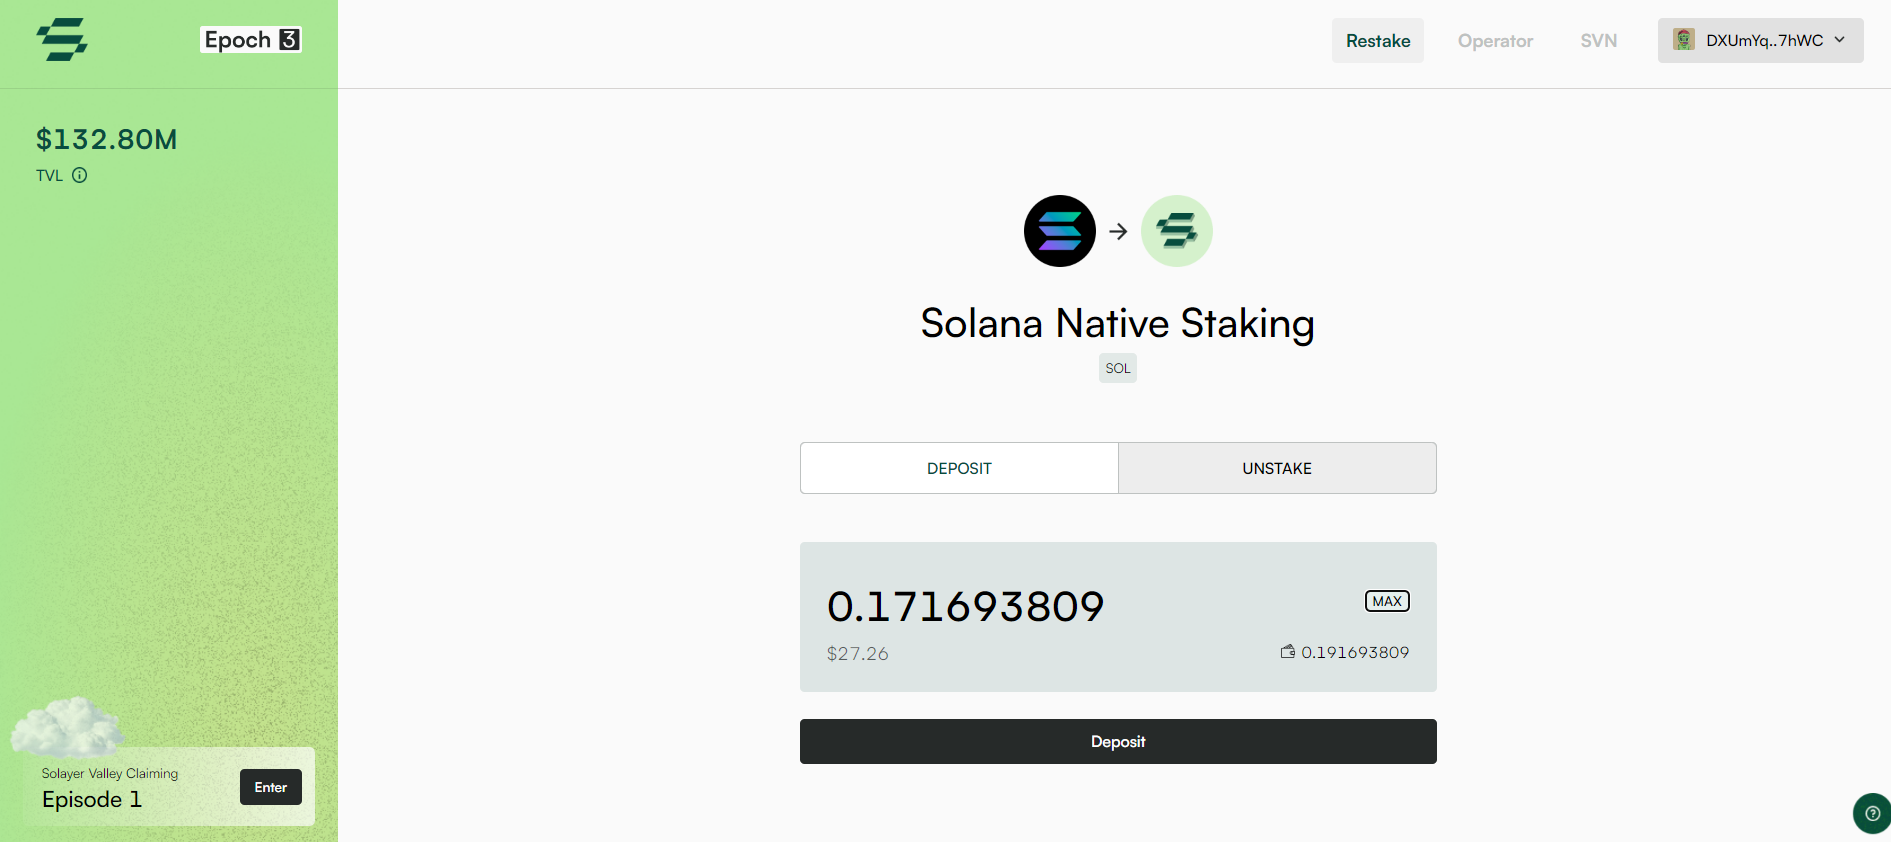 Epoch 3
Restake
Operator
SVN
DXUmYq..7hWC
$132.80M
TVL
Solana Native Staking
SOL
DEPOSIT
UNSTAKE
0.171693809
MAX
$27.26
0.191693809
Deposit
Solayer Valley Claiming
Episode 1
Enter